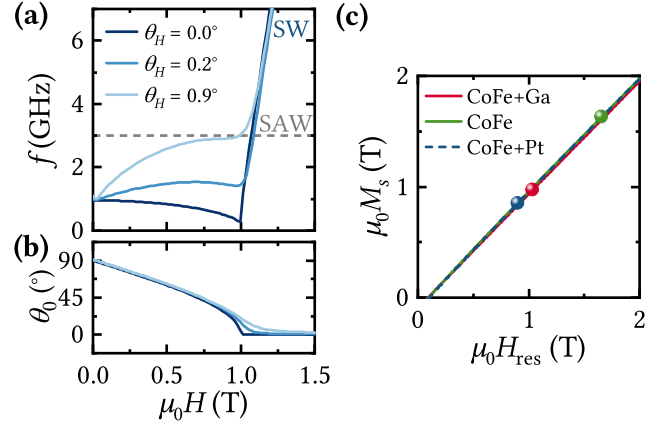 (a)
7
6
4
2
0
f (GHz)
θH = 0.0°
θH = 0.2°
θH = 0.9°
SW
SAW
(b)
90
45
0
θ0 (°)
0.0
0.5
1.0
1.5
μ0H (T)
(c)
2
1
0
μ0Ms (T)
CoFe+Ga
CoFe
CoFe+Pt
0
1
2
μ0Hres (T)